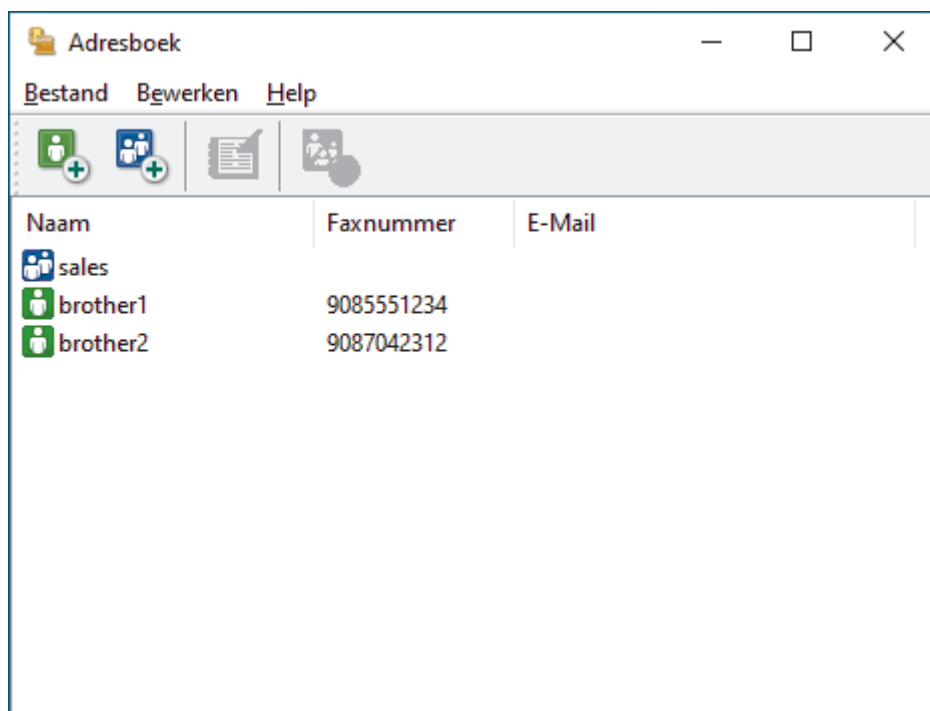 Adresboek
Bestand Bewerken Help
Naam Faxnummer E-Mail
sales
brother1 9085551234
brother2 9087042312